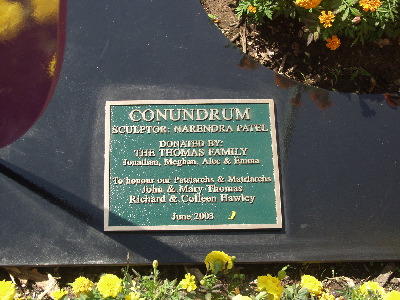 CONUNDRUM
SCULPTOR: NARENDRA PATEL
DONATED BY:
THE THOMAS FAMILY
Jonathan, Meghan, Alec & Emma
To honour our Patriarchs & Matriarchs
John & Mary Thomas
Richard & Colleen Hawley
June 2003